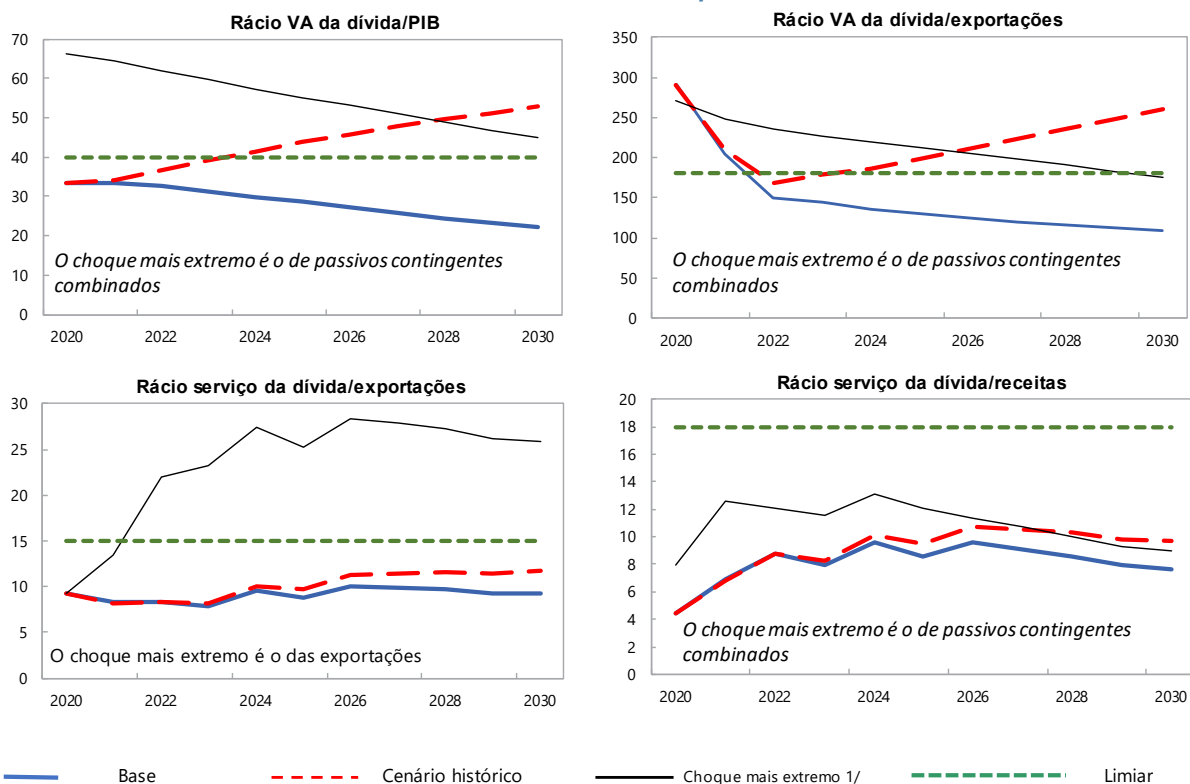 Rácio VA da dívida/PIB
70
60
50
40
30
20
10
0
O choque mais extremo é o de passivos contingentes
combinados
2020 2022 2024 2026 2028 2030
Rácio VA da dívida/exportações
350
300
250
200
150
100
50
0
O choque mais extremo é o de passivos contingentes
combinados
2020 2022 2024 2026 2028 2030
Rácio serviço da dívida/exportações
30
25
20
15
10
5
0
O choque mais extremo é o das exportações
2020 2022 2024 2026 2028 2030
Rácio serviço da dívida/receitas
20
18
16
14
12
10
8
6
4
2
0
O choque mais extremo é o de passivos contingentes
combinados
2020 2022 2024 2026 2028 2030
Base Cenário histórico Choque mais extremo 1/ Limiar